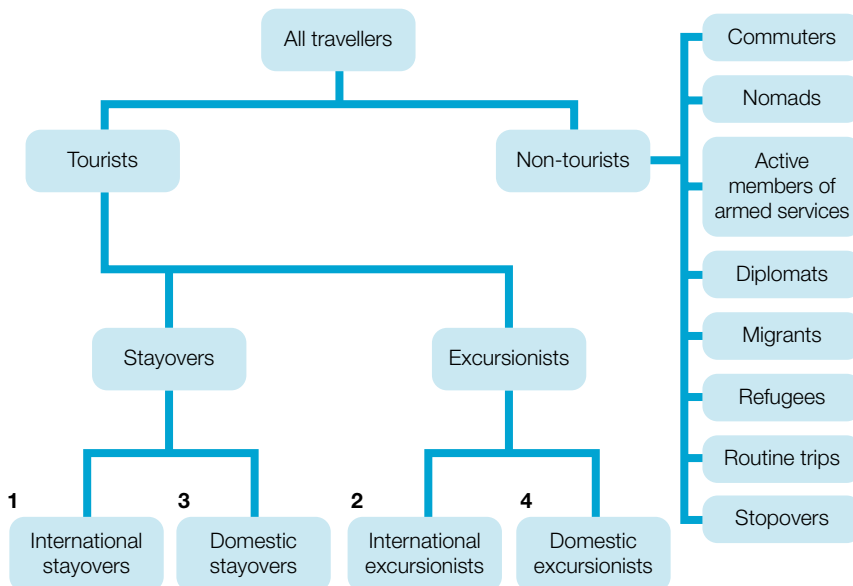 All travellers
Tourists
Non-tourists
Commuters
Nomads
Active
members of
armed services
Diplomats
Migrants
Refugees
Routine trips
Stopovers
Stayovers
Excursionists
1
International
stayovers
3
Domestic
stayovers
2
International
excursionists
4
Domestic
excursionists